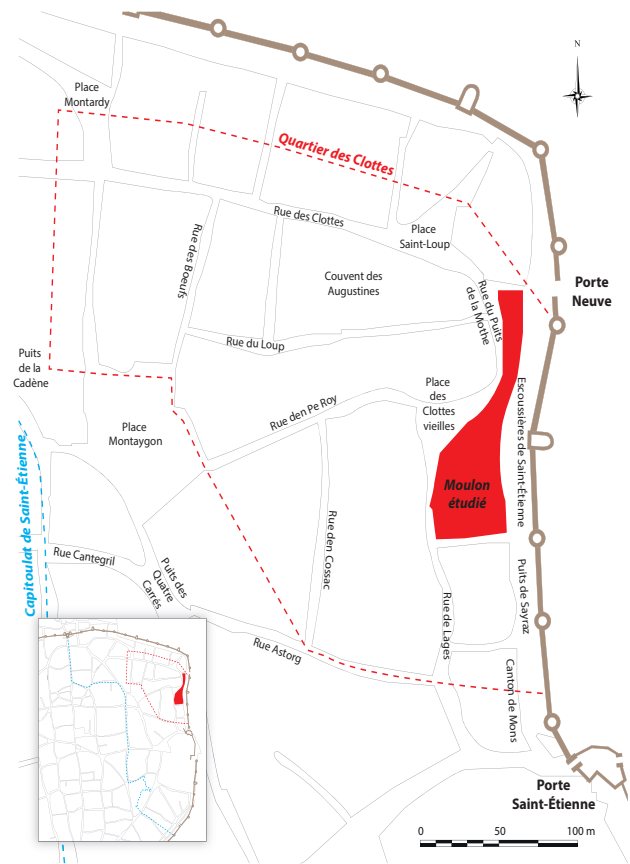 N
Place
Montardy
Quartier des Clottes
Rue des Clottes
Place
Saint-Loup
Rue des Boeufs
Couvent des
Augustines
Porte
Neuve
Rue du Puits
de la Mothe
Rue du Loup
Puits
de la
Cadène
Place
des
Clottes
vieilles
Rue den Pe Roy
Place
Montaygon
Escoussières de Saint-Étienne
Moulon
étudié
Capitoulat de Saint-Étienne
Rue Cantegril
Puits des
Quatre
Carrés
Rue den Cossac
Puits de Sayraz
Rue de Lages
Rue Astorg
Canton de Mons
Porte
Saint-Étienne
0 50 100 m